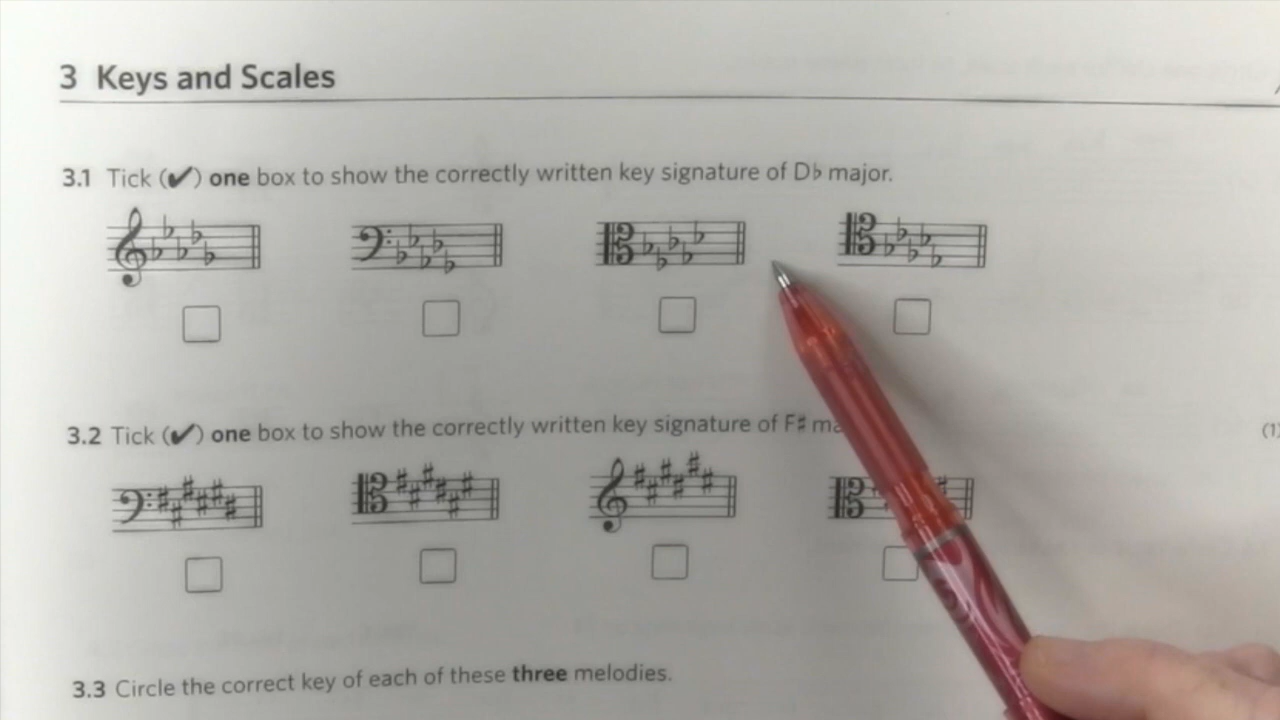 3 Keys and Scales
3.1 Tick (✔) one box to show the correctly written key signature of D♭ major.
3.2 Tick (✔) one box to show the correctly written key signature of F♯ ma
(1)
3.3 Circle the correct key of each of these three melodies.